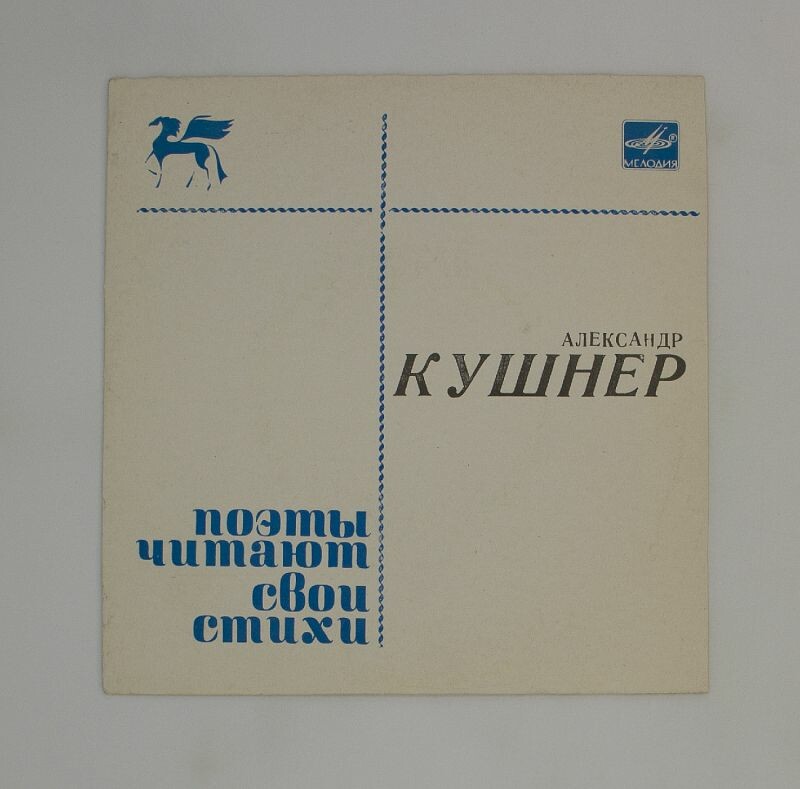 МЕЛОДИЯ
АЛЕКСАНДР
КУШНЕР
поэты
читают
свои
стихи